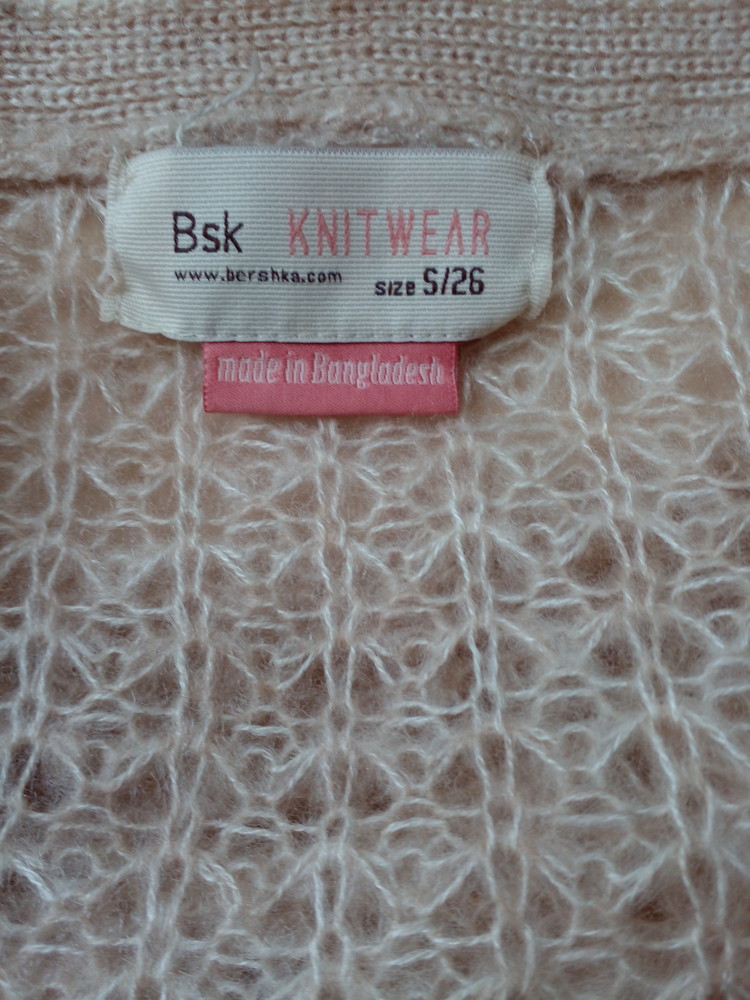 Bsk KNITWEAR
www.bershka.com size S/26
made in Bangladesh